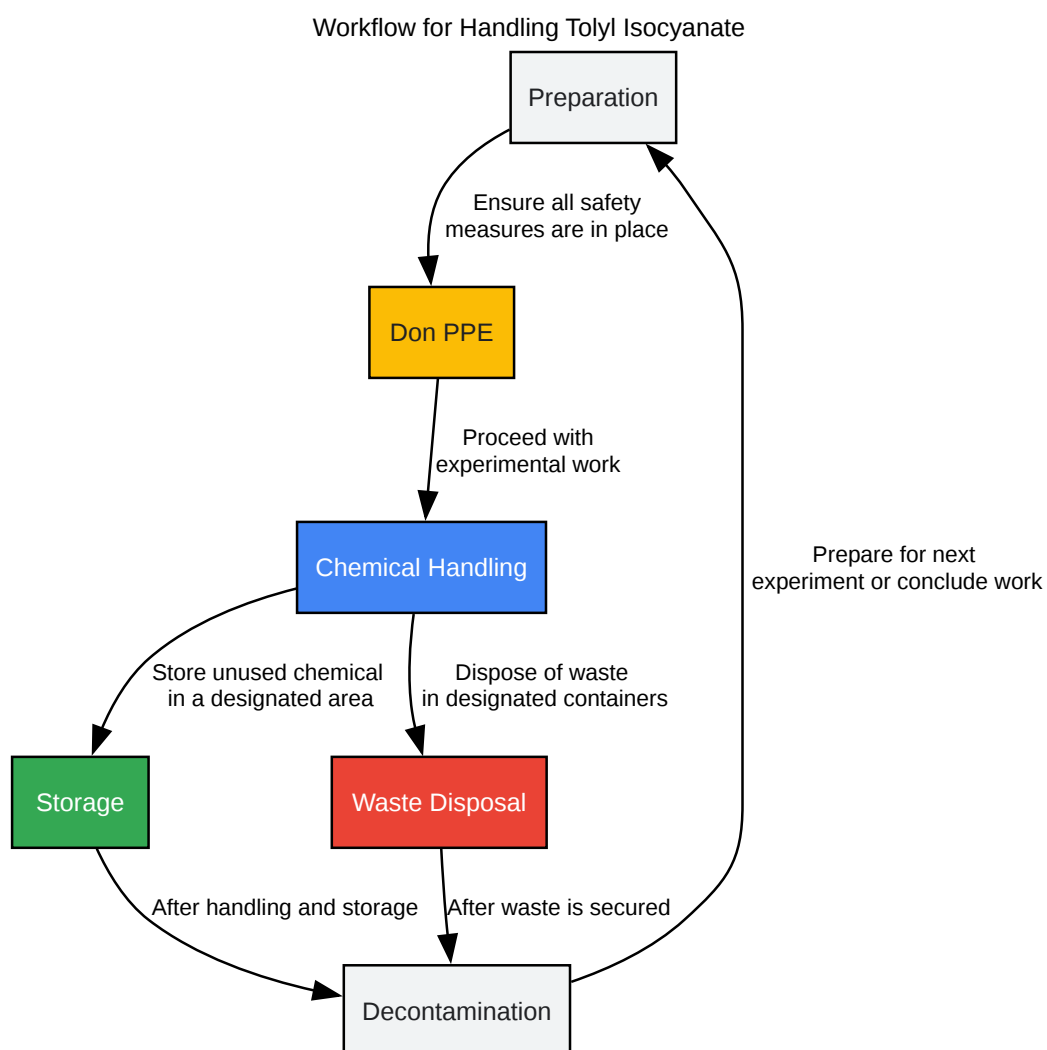 Workflow for Handling Tolyl Isocyanate
Preparation
Ensure all safety
measures are in place
Don PPE
Proceed with
experimental work
Chemical Handling
Prepare for next
experiment or conclude work
Store unused chemical
in a designated area
Dispose of waste
in designated containers
Storage
Waste Disposal
After handling and storage
After waste is secured
Decontamination